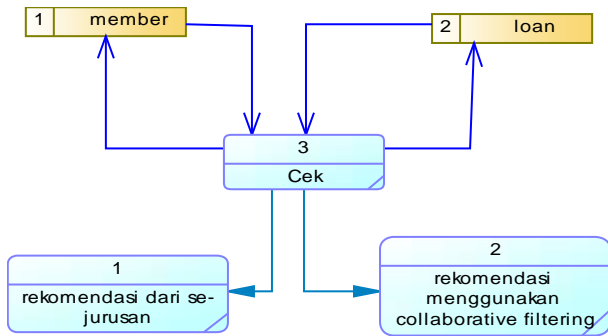 1 member
2 loan
3
Cek
1
rekomendasi dari se-
jurusan
2
rekomendasi
menggunakan
collaborative filtering